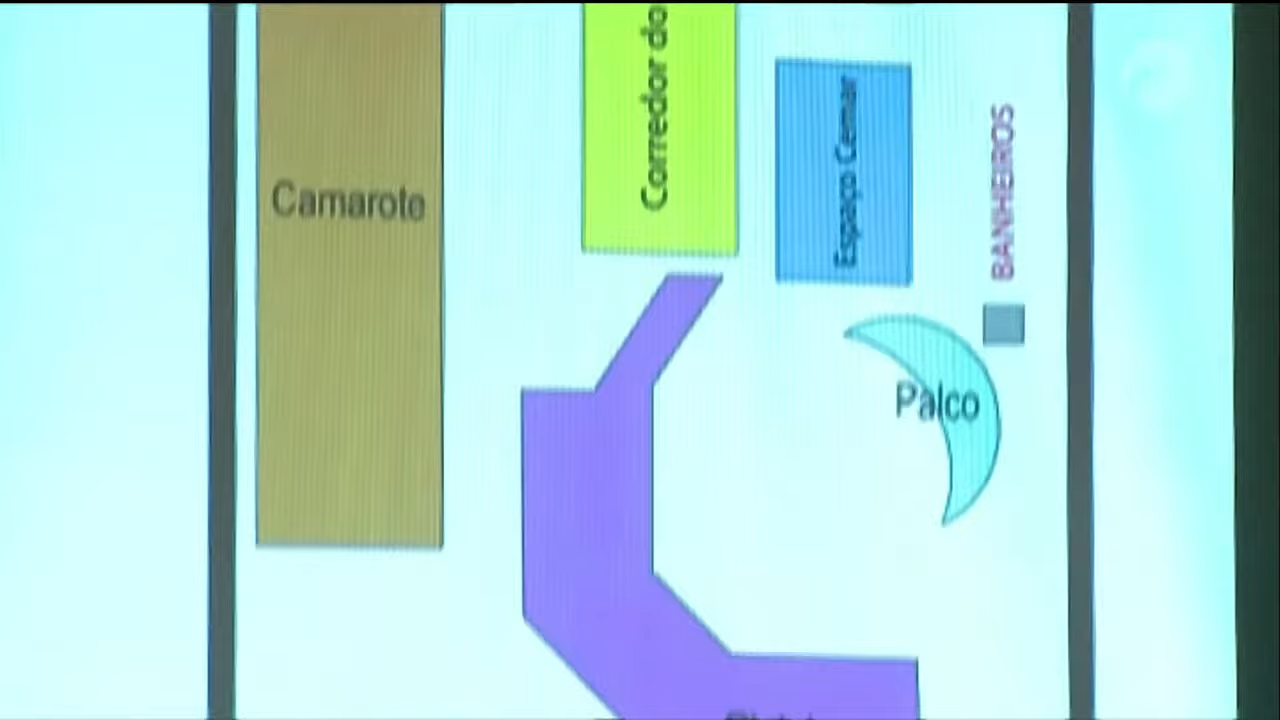 Camarote
Corredor do
Espaço Cemar
BANHEIROS
Palco